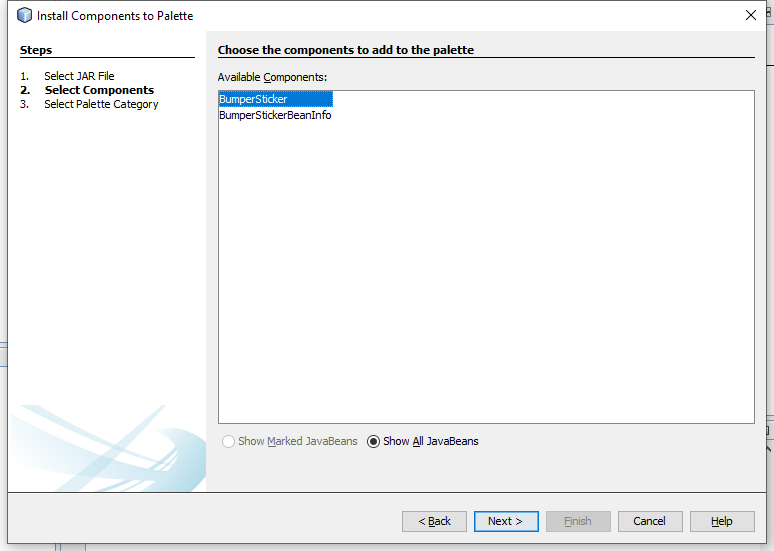 Install Components to Palette
Steps
1. Select JAR File
2. Select Components
3. Select Palette Category
Choose the components to add to the palette
Available Components:
BumperSticker
BumperStickerBeanInfo
Show Marked JavaBeans
Show All JavaBeans
< Back
Next >
Finish
Cancel
Help